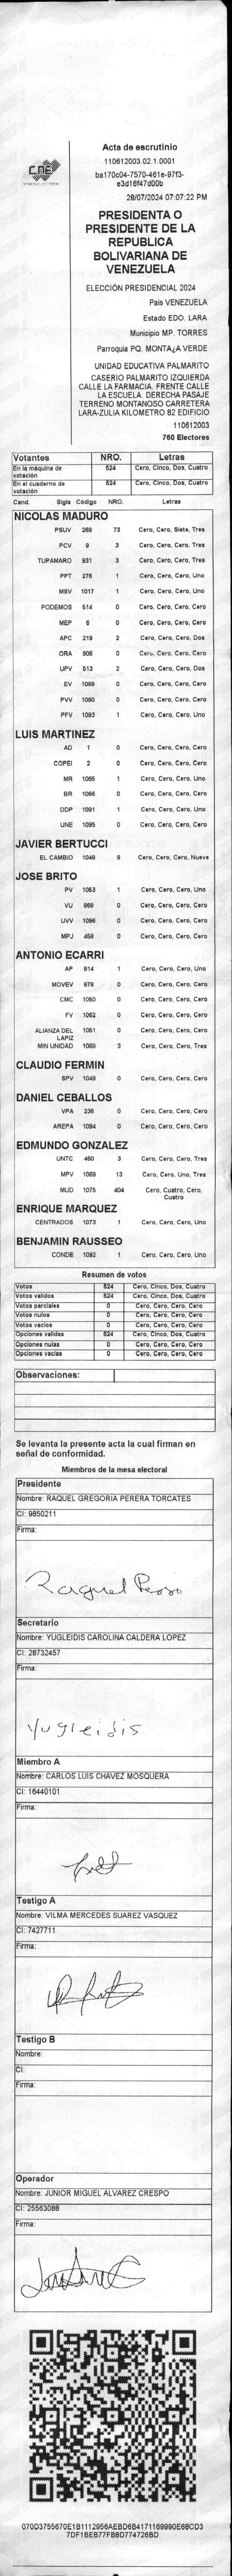 CNE
Acta de escrutinio
110612003.02.1.0001
ba170c04-7570-461e-97f3-
e3d16f47d00b
28/07/2024 07:07:22 PM
PRESIDENTA O
PRESIDENTE DE LA
REPUBLICA
BOLIVARIANA DE
VENEZUELA
ELECCIÓN PRESIDENCIAL 2024
Pais VENEZUELA
Estado EDO. LARA
Municipio MP. TORRES
Parroquia PQ. MONTA¿A VERDE
UNIDAD EDUCATIVA PALMARITO
CASERIO PALMARITO IZQUIERDA
CALLE LA FARMACIA. FRENTE CALLE
LA ESCUELA. DERECHA PASAJE
TERRENO MONTANOSO CARRETERA
LARA-ZULIA KILOMETRO 82 EDIFICIO
110612003
760 Electores
Votantes NRO. Letras
En la máquina de votación 524 Cero, Cinco, Dos, Cuatro
En el cuaderno de votación 524 Cero, Cinco, Dos, Cuatro
Cand. Sigla Código NRO. Letras
NICOLAS MADURO
PSUV 269 73 Cero, Cero, Siete, Tres
PCV 9 3 Cero, Cero, Cero, Tres
TUPAMARO 931 3 Cero, Cero, Cero, Tres
PPT 276 1 Cero, Cero, Cero, Uno
MSV 1017 1 Cero, Cero, Cero, Uno
PODEMOS 514 0 Cero, Cero, Cero, Cero
MEP 6 0 Cero, Cero, Cero, Cero
APC 219 2 Cero, Cero, Cero, Dos
ORA 906 0 Cero, Cero, Cero, Cero
UPV 513 2 Cero, Cero, Cero, Dos
EV 1089 0 Cero, Cero, Cero, Cero
PVV 1090 0 Cero, Cero, Cero, Cero
PFV 1093 1 Cero, Cero, Cero, Uno
LUIS MARTINEZ
AD 1 0 Cero, Cero, Cero, Cero
COPEI 2 0 Cero, Cero, Cero, Cero
MR 1065 1 Cero, Cero, Cero, Uno
BR 1066 0 Cero, Cero, Cero, Cero
DDP 1091 1 Cero, Cero, Cero, Uno
UNE 1095 0 Cero, Cero, Cero, Cero
JAVIER BERTUCCI
EL CAMBIO 1048 9 Cero, Cero, Cero, Nueve
JOSE BRITO
PV 1053 1 Cero, Cero, Cero, Uno
VU 969 0 Cero, Cero, Cero, Cero
UVV 1096 0 Cero, Cero, Cero, Cero
MPJ 458 0 Cero, Cero, Cero, Cero
ANTONIO ECARRI
AP 814 1 Cero, Cero, Cero, Uno
MOVEV 978 0 Cero, Cero, Cero, Cero
CMC 1050 0 Cero, Cero, Cero, Cero
FV 1062 0 Cero, Cero, Cero, Cero
ALIANZA DEL LAPIZ 1051 0 Cero, Cero, Cero, Cero
MIN UNIDAD 1068 3 Cero, Cero, Cero, Tres
CLAUDIO FERMIN
SPV 1049 0 Cero, Cero, Cero, Cero
DANIEL CEBALLOS
VPA 236 0 Cero, Cero, Cero, Cero
AREPA 1094 0 Cero, Cero, Cero, Cero
EDMUNDO GONZALEZ
UNTC 460 3 Cero, Cero, Cero, Tres
MPV 1069 13 Cero, Cero, Uno, Tres
MUD 1075 404 Cero, Cuatro, Cero, Cuatro
ENRIQUE MARQUEZ
CENTRADOS 1073 1 Cero, Cero, Cero, Uno
BENJAMIN RAUSSEO
CONDE 1092 1 Cero, Cero, Cero, Uno
Resumen de votos
Votos 524 Cero, Cinco, Dos, Cuatro
Votos validos 524 Cero, Cinco, Dos, Cuatro
Votos parciales 0 Cero, Cero, Cero, Cero
Votos nulos 0 Cero, Cero, Cero, Cero
Votos vacios 0 Cero, Cero, Cero, Cero
Opciones validas 524 Cero, Cinco, Dos, Cuatro
Opciones nulas 0 Cero, Cero, Cero, Cero
Opciones vacias 0 Cero, Cero, Cero, Cero
Observaciones:
Se levanta la presente acta la cual firman en
señal de conformidad.
Miembros de la mesa electoral
Presidente
Nombre: RAQUEL GREGORIA PERERA TORCATES
CI: 9850211
Firma:
Raquel
Secretario
Nombre: YUGLEIDIS CAROLINA CALDERA LOPEZ
CI: 28732457
Firma:
Yugleidis
Miembro A
Nombre: CARLOS LUIS CHAVEZ MOSQUERA
CI: 16440101
Firma:
Testigo A
Nombre: VILMA MERCEDES SUAREZ VASQUEZ
CI: 7427711
Firma:
Testigo B
Nombre:
CI:
Firma:
Operador
Nombre: JUNIOR MIGUEL ALVAREZ CRESPO
CI: 25563088
Firma:
070D3755670E1B1112956AEBD6B4171169990E68CD3
7DF1BEB77FB8D774726BD